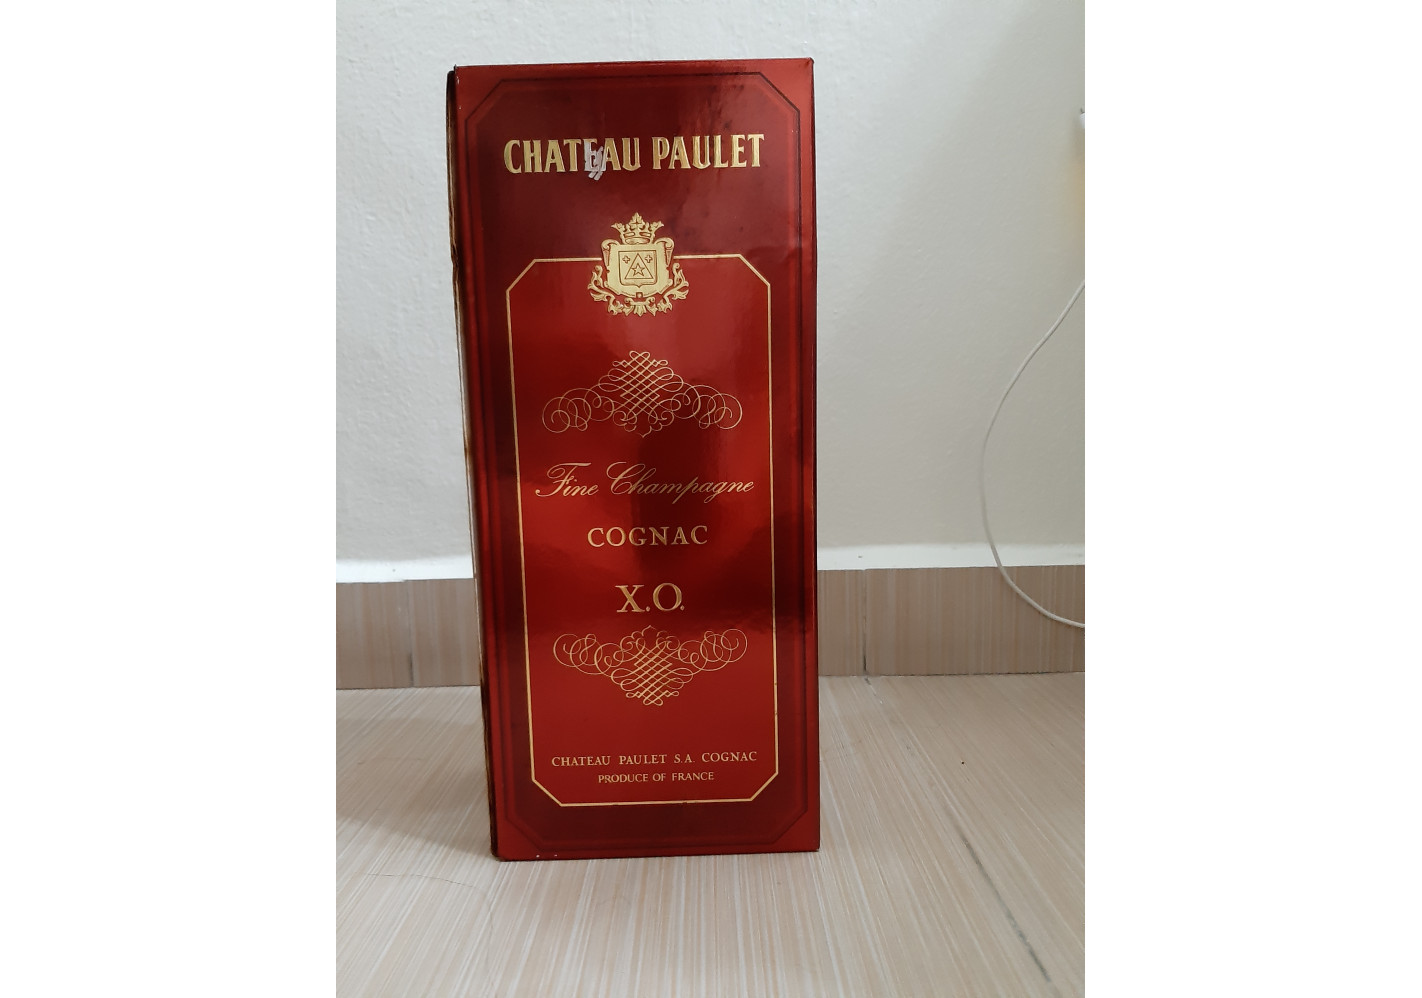 CHATEAU PAULET
Fine Champagne
COGNAC
X.O.
CHATEAU PAULET S.A. COGNAC
PRODUCE OF FRANCE